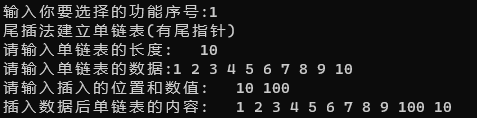 输入你要选择的功能序号:1
尾插法建立单链表(有尾指针)
请输入单链表的长度:  10
请输入单链表的数据:1 2 3 4 5 6 7 8 9 10
请输入插入的位置和数值:  10 100
插入数据后单链表的内容:  1 2 3 4 5 6 7 8 9 100 10